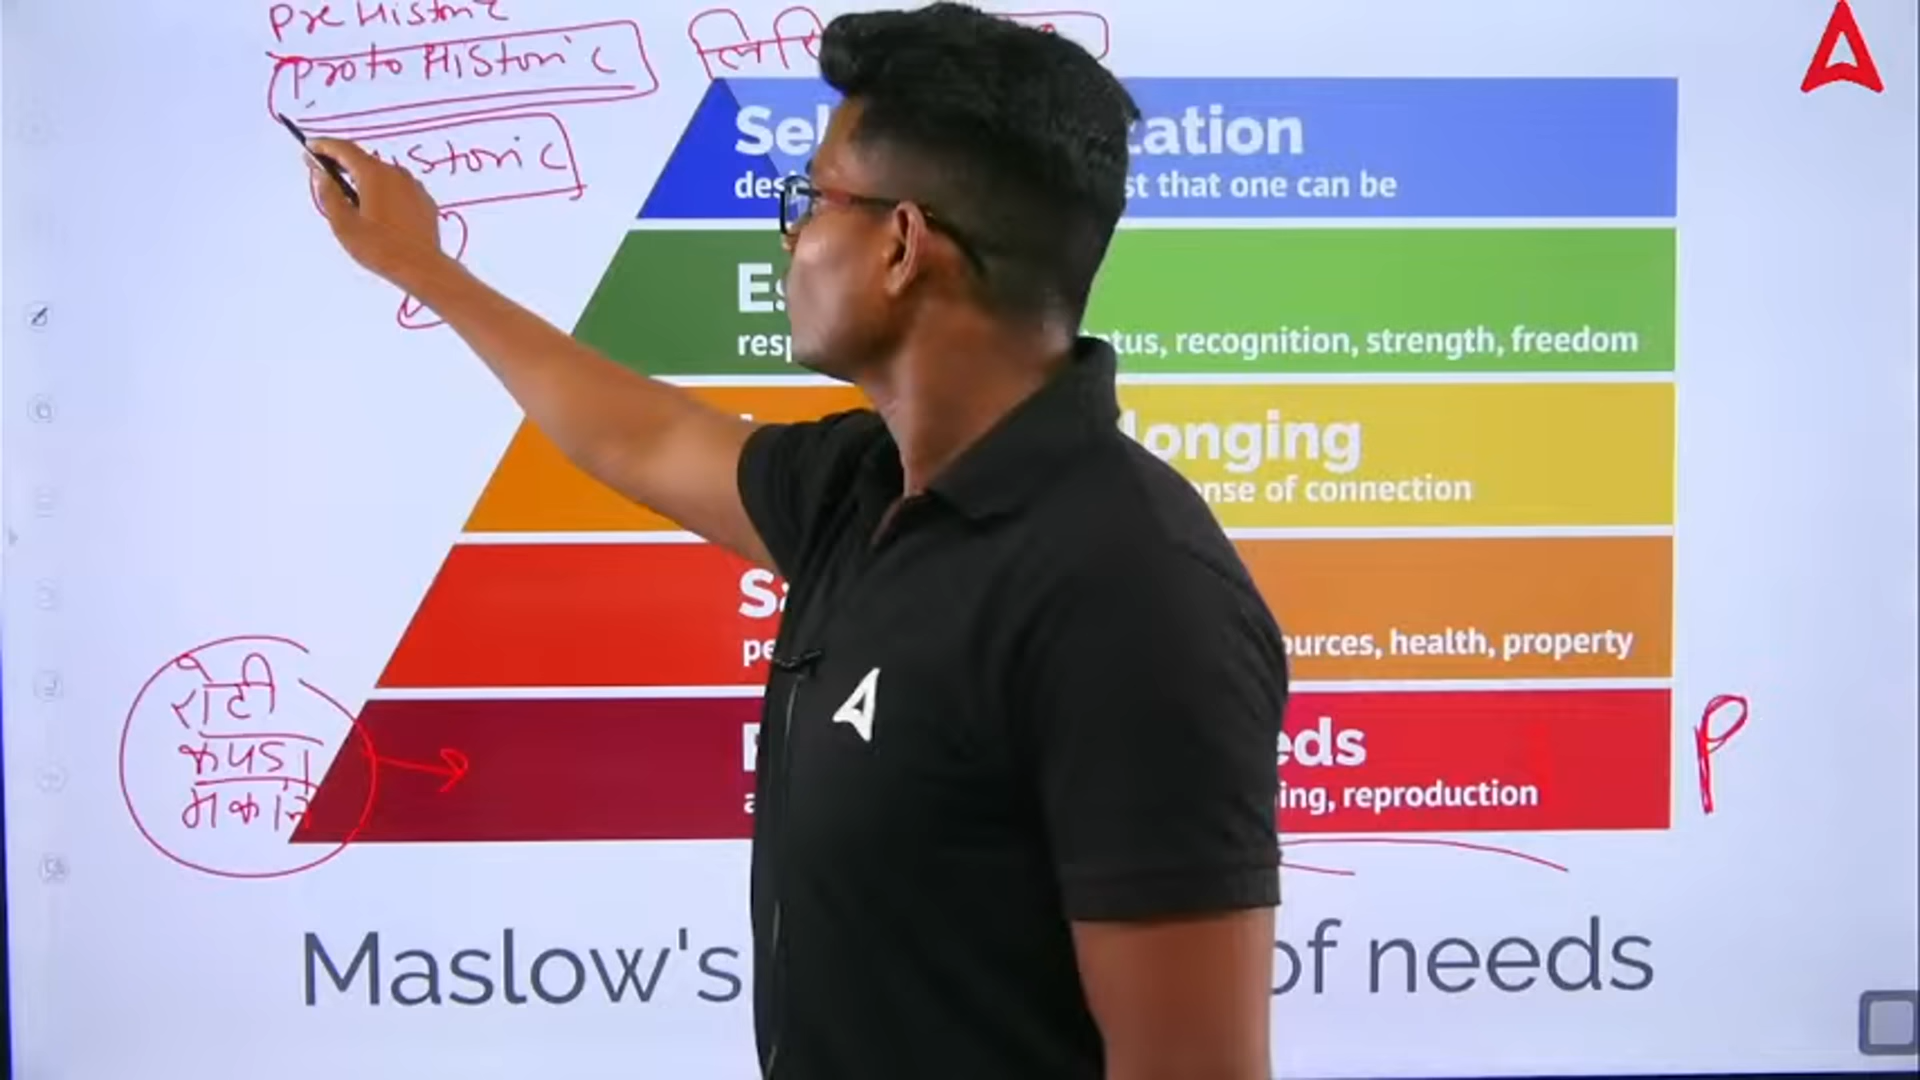 Pre Historic
Proto Historic
Historic
Sel
tation
des
st that one can be
Es
resp
tus, recognition, strength, freedom
longing
nse of connection
Sa
pe
ources, health, property
रोटी
कपड़ा
मकान
eds
ing, reproduction
P
Maslow's
of needs